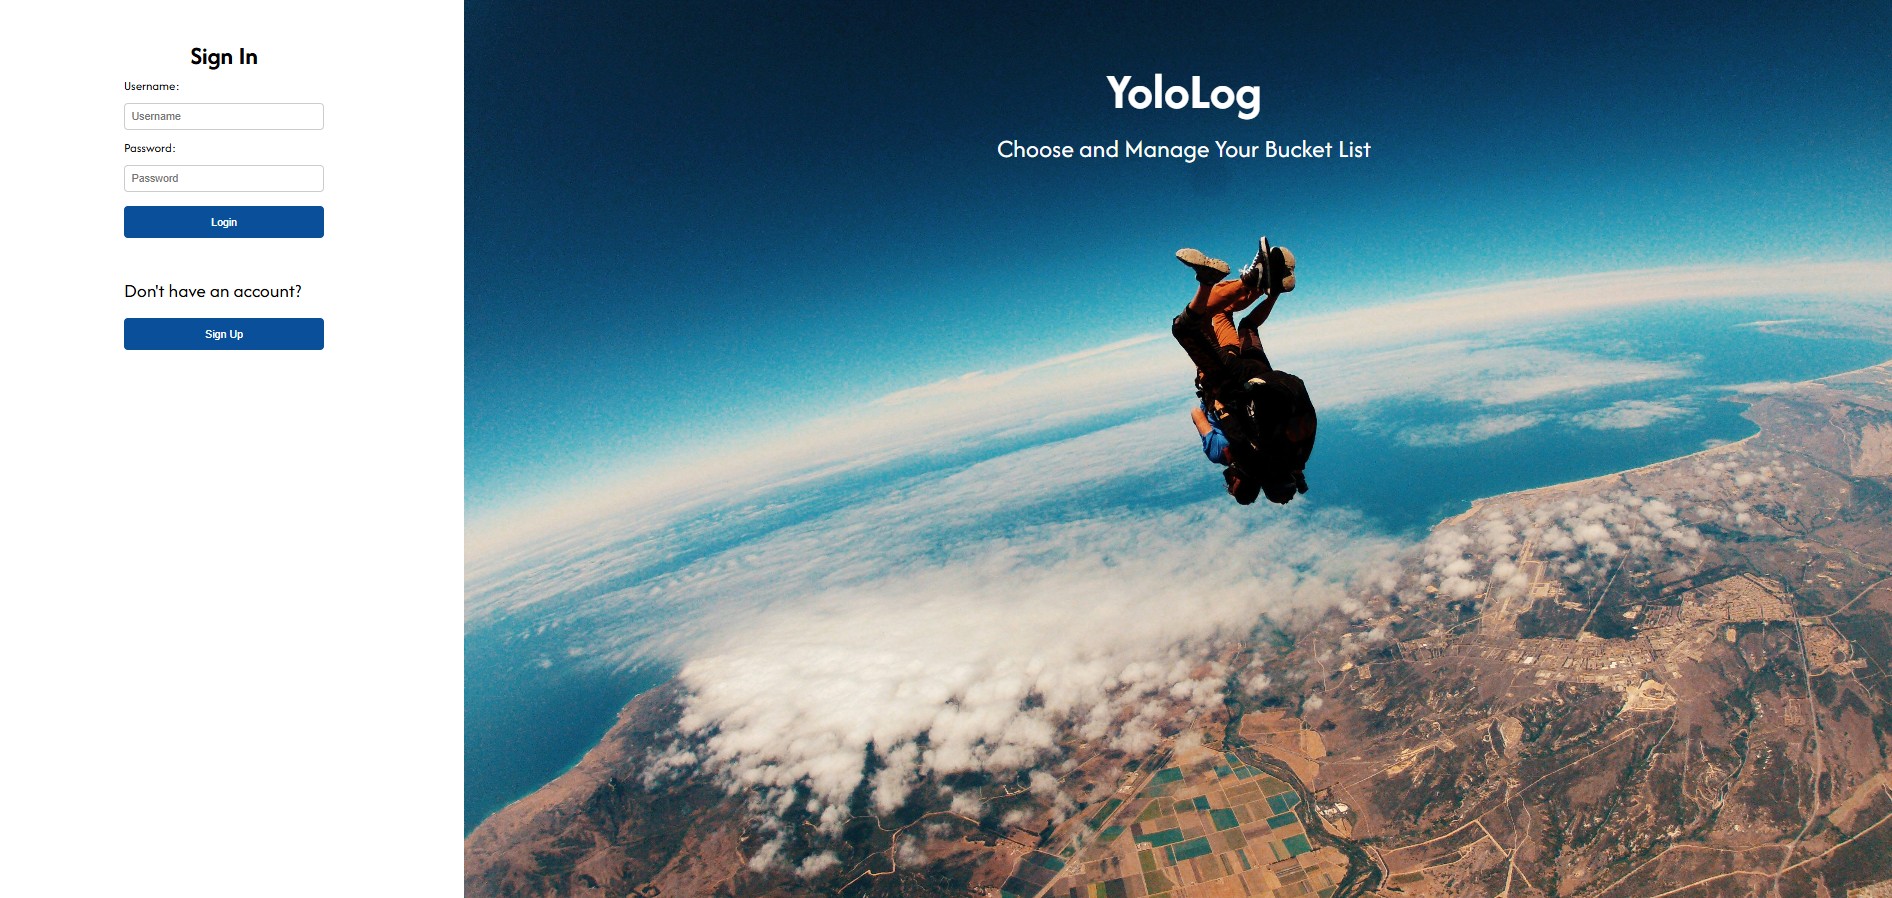 Sign In
Username:
Username
Password:
Password
Login
Don't have an account?
Sign Up
YoloLog
Choose and Manage Your Bucket List